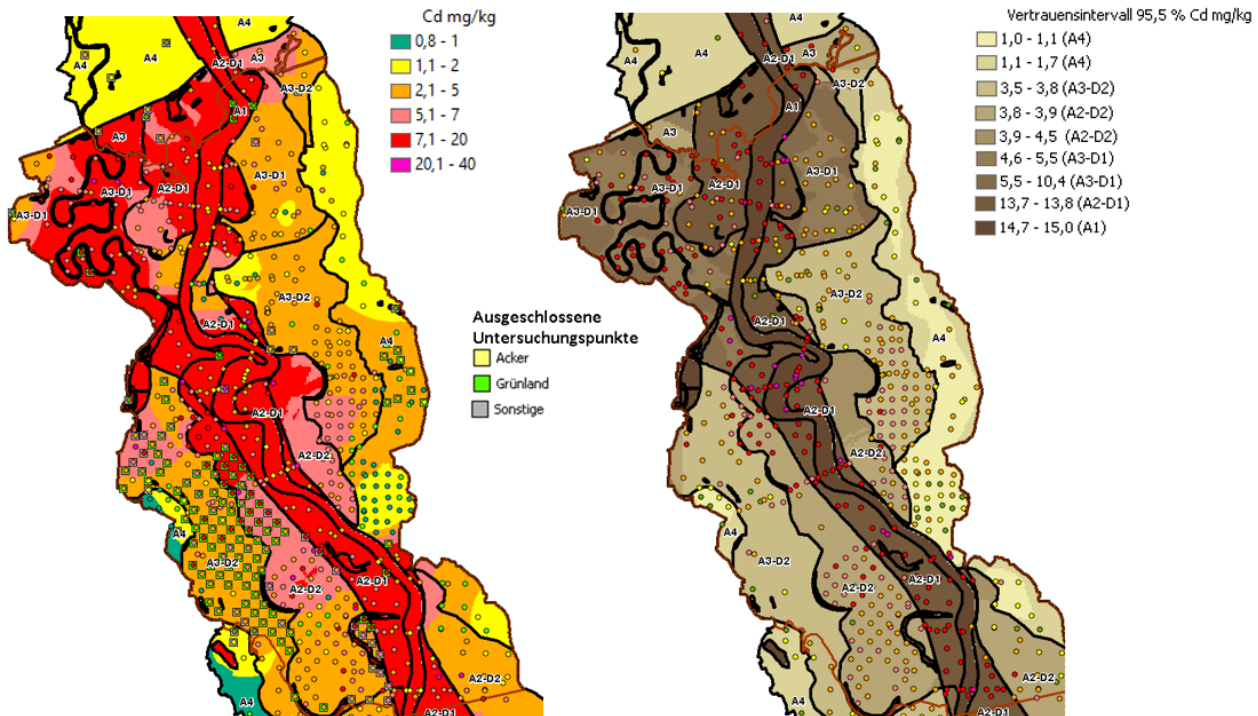 Cd mg/kg
0,8 - 1
1,1 - 2
2,1 - 5
5,1 - 7
7,1 - 20
20,1 - 40
Ausgeschlossene
Untersuchungspunkte
Acker
Grünland
Sonstige
A4
A4
A4
A3
A2-D1
A3-D2
A1
A3
A3-D1
A2-D1
A3-D1
A3-D1
A3-D2
A2-D1
A4
A2-D1
A2-D2
A4
A3-D2
A2-D1
A2-D2
A2-D2
A4
A2-D1
Vertrauensintervall 95,5 % Cd mg/kg
1,0 - 1,1 (A4)
1,1 - 1,7 (A4)
3,5 - 3,8 (A3-D2)
3,8 - 3,9 (A2-D2)
3,9 - 4,5 (A2-D2)
4,6 - 5,5 (A3-D1)
5,5 - 10,4 (A3-D1)
13,7 - 13,8 (A2-D1)
14,7 - 15,0 (A1)
A4
A4
A4
A3
A2-D1
A3-D2
A1
A3
A3-D1
A2-D1
A3-D1
A3-D1
A3-D2
A2-D1
A4
A2-D1
A2-D2
A4
A3-D2
A2-D1
A2-D2
A2-D2
A4
A2-D1